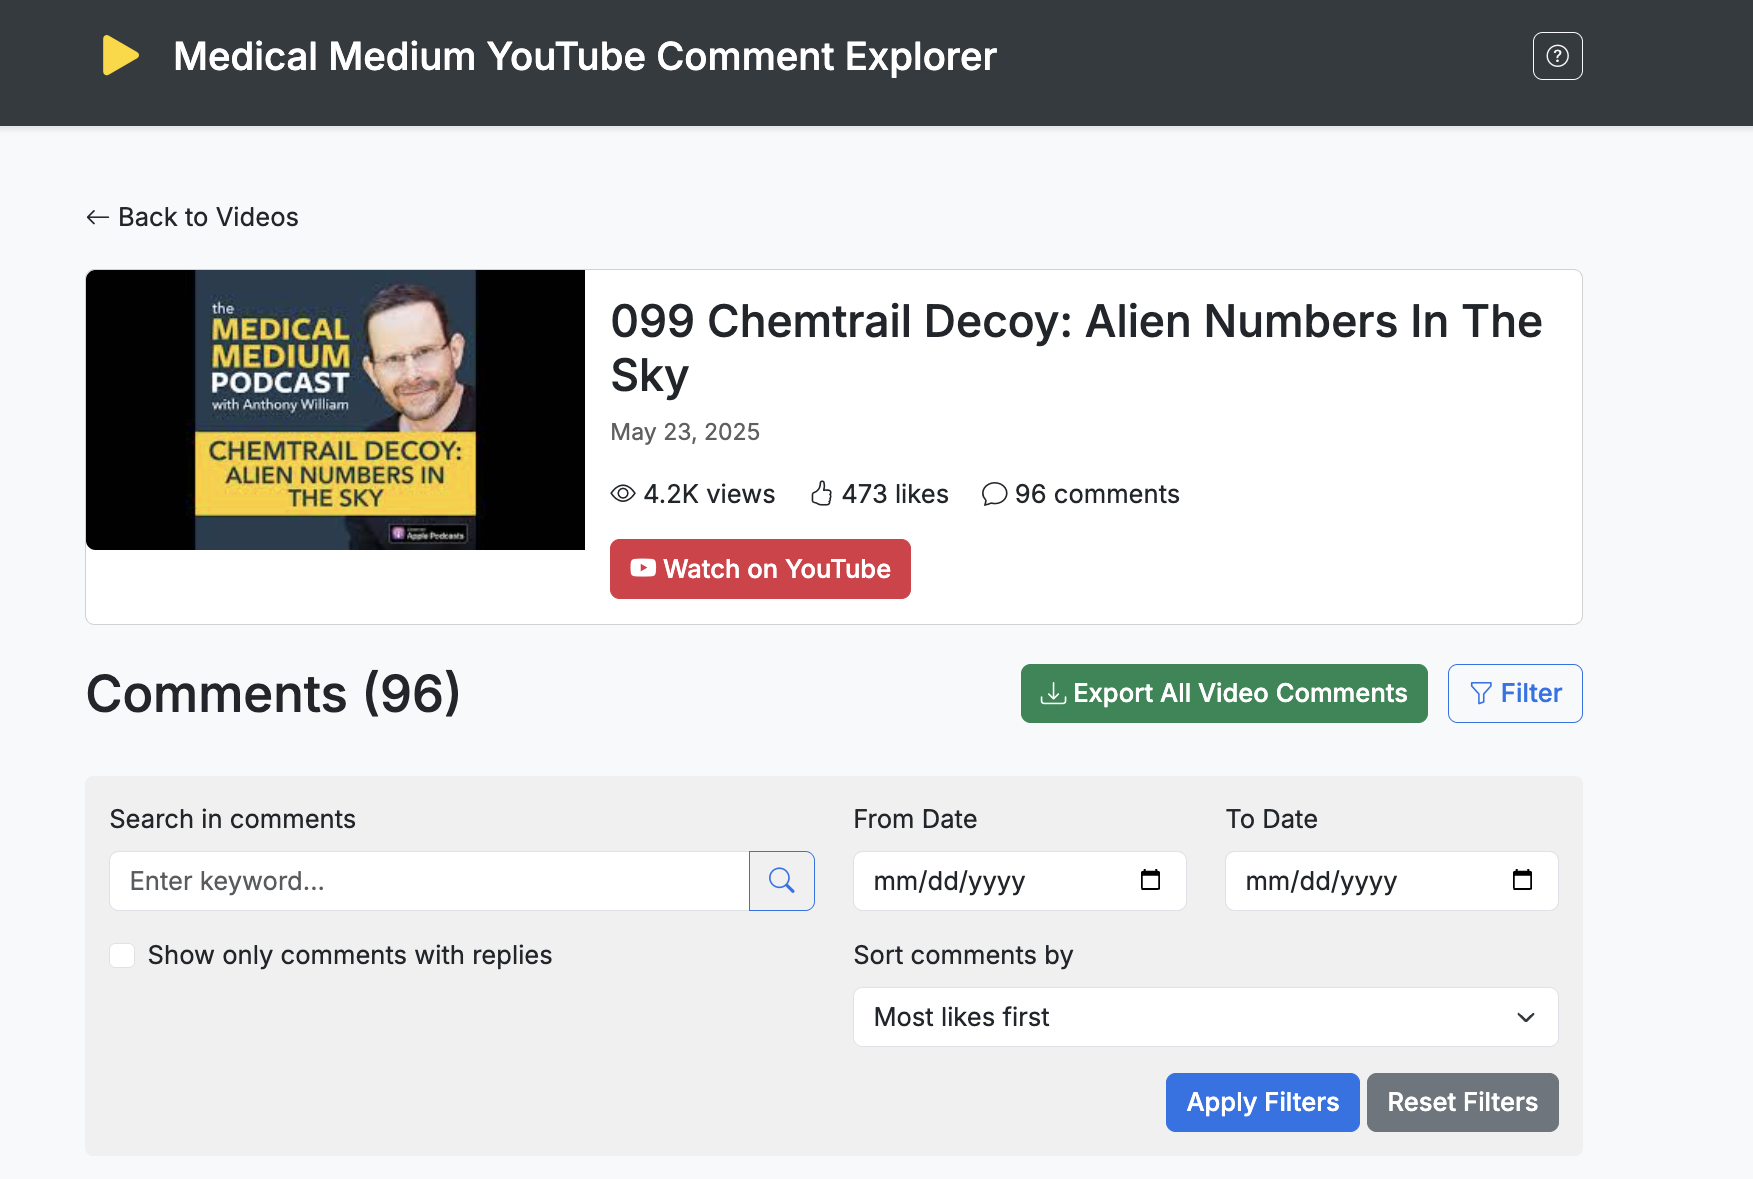 Medical Medium YouTube Comment Explorer
?
Back to Videos
the
MEDICAL
MEDIUM
PODCAST
with Anthony William
CHEMTRAIL DECOY:
ALIEN NUMBERS IN
THE SKY
Apple Podcasts
099 Chemtrail Decoy: Alien Numbers In The
Sky
May 23, 2025
4.2K views 473 likes 96 comments
Watch on YouTube
Comments (96)
Export All Video Comments
Filter
Search in comments
Enter keyword...
From Date
mm/dd/yyyy
To Date
mm/dd/yyyy
Show only comments with replies
Sort comments by
Most likes first
Apply Filters
Reset Filters